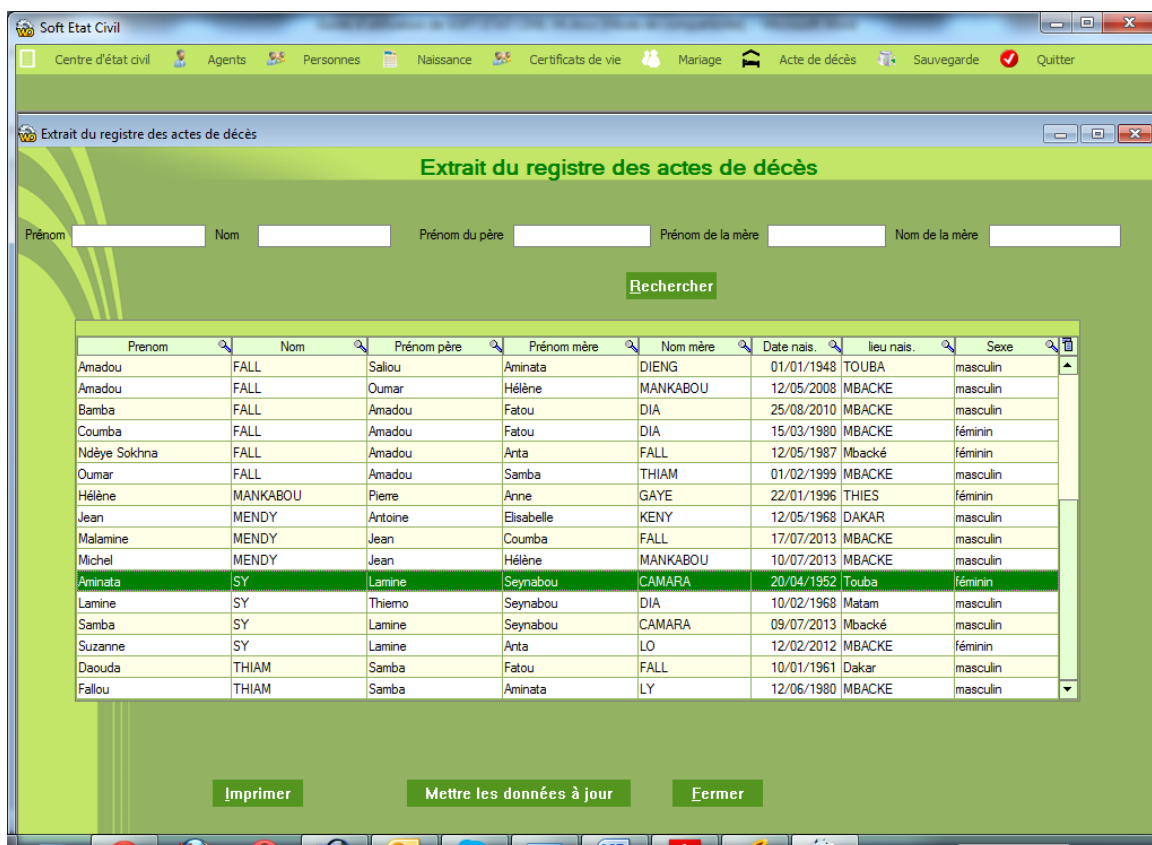 Soft Etat Civil
Centre d'état civil Agents Personnes Naissance Certificats de vie Mariage Acte de décès Sauvegarde Quitter
Extrait du registre des actes de décès
Extrait du registre des actes de décès
Prénom Nom Prénom du père Prénom de la mère Nom de la mère
Rechercher
Prenom Nom Prénom père Prénom mère Nom mère Date nais. lieu nais. Sexe
Amadou FALL Saliou Aminata DIENG 01/01/1948 TOUBA masculin
Amadou FALL Oumar Hélène MANKABOU 12/05/2008 MBACKE masculin
Bamba FALL Amadou Fatou DIA 25/08/2010 MBACKE masculin
Coumba FALL Amadou Fatou DIA 15/03/1980 MBACKE féminin
Ndèye Sokhna FALL Amadou Anta FALL 12/05/1987 Mbacké féminin
Oumar FALL Amadou Samba THIAM 01/02/1999 MBACKE masculin
Hélène MANKABOU Pierre Anne GAYE 22/01/1996 THIES féminin
Jean MENDY Antoine Elisabelle KENY 12/05/1968 DAKAR masculin
Malamine MENDY Jean Coumba FALL 17/07/2013 MBACKE masculin
Michel MENDY Jean Hélène MANKABOU 10/07/2013 MBACKE masculin
Aminata SY Lamine Seynabou CAMARA 20/04/1952 Touba féminin
Lamine SY Thierno Seynabou DIA 10/02/1968 Matam masculin
Samba SY Lamine Seynabou CAMARA 09/07/2013 Mbacké masculin
Suzanne SY Lamine Anta LO 12/02/2012 MBACKE féminin
Daouda THIAM Samba Fatou FALL 10/01/1961 Dakar masculin
Fallou THIAM Samba Aminata LY 12/06/1980 MBACKE masculin
Imprimer Mettre les données à jour Fermer